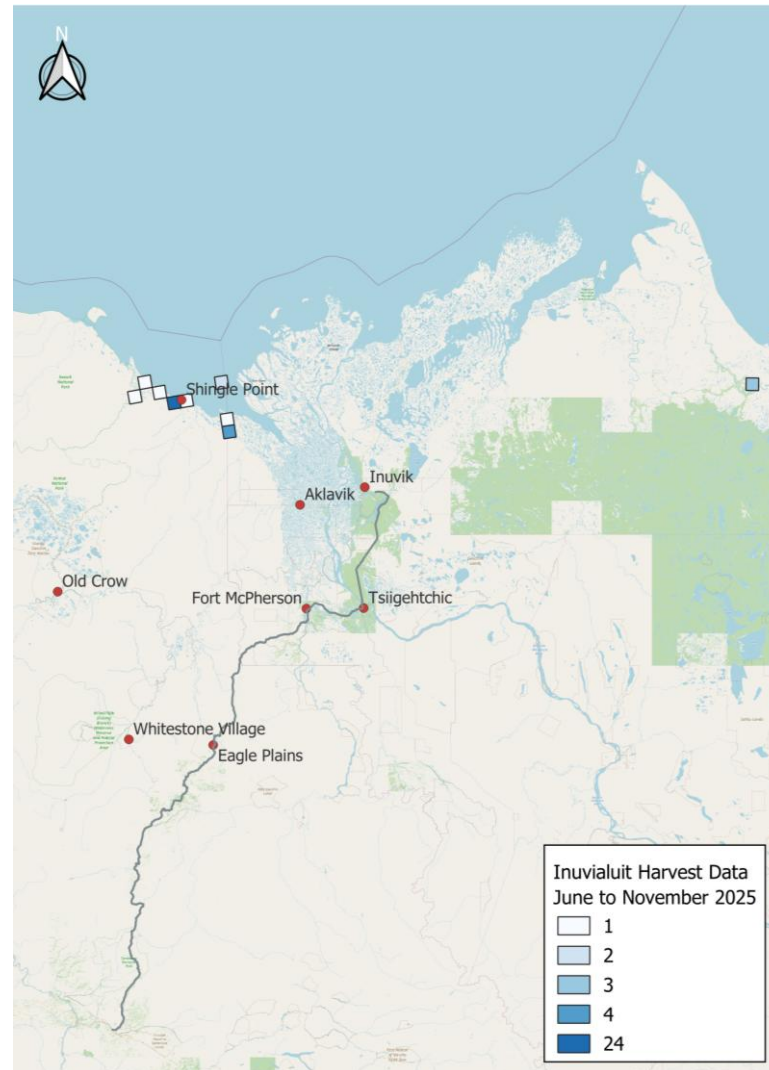 N
Shingle Point
Inuvik
Aklavik
Old Crow
Fort McPherson
Tsiigehtchic
Whitestone Village
Eagle Plains
Inuvialuit Harvest Data
June to November 2025
1
2
3
4
24